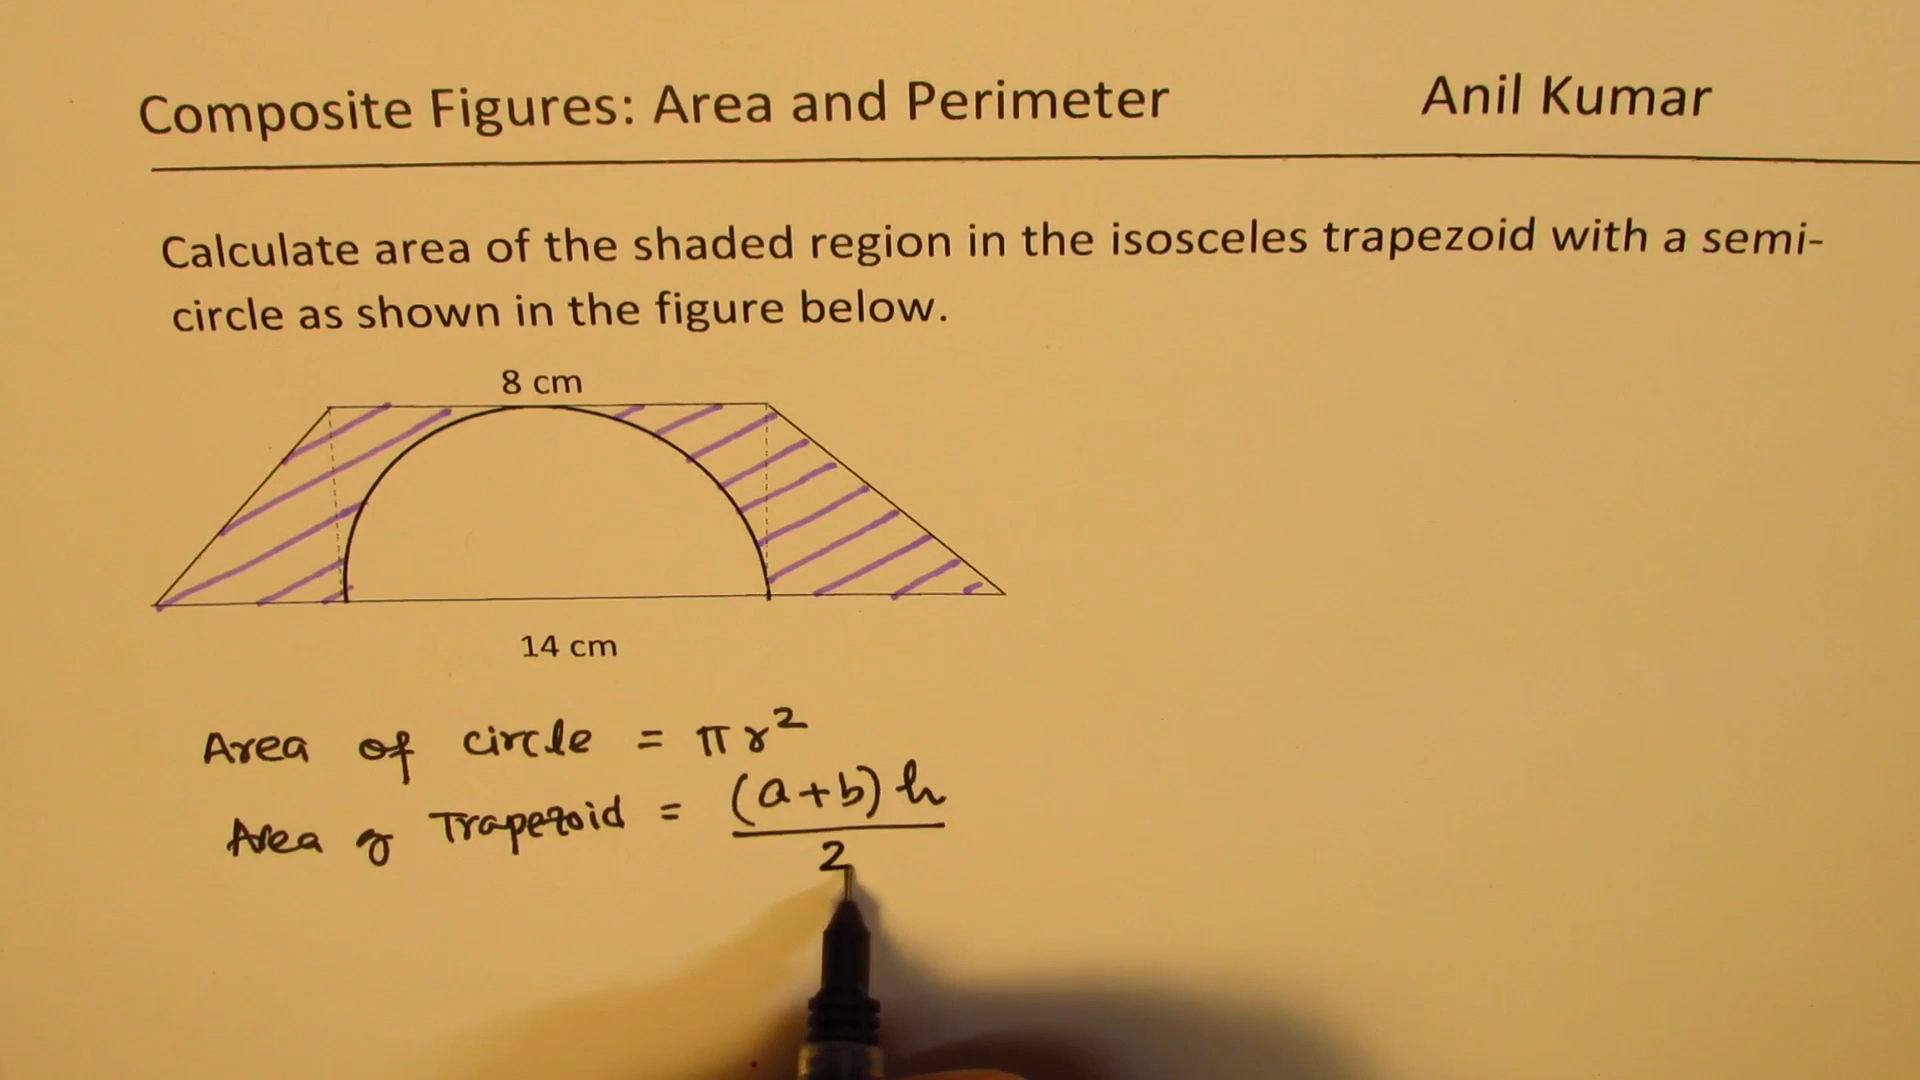 Composite Figures: Area and Perimeter Anil Kumar
Calculate area of the shaded region in the isosceles trapezoid with a semi-
circle as shown in the figure below.
8 cm
14 cm
Area of circle = πr²
Area of Trapezoid = (a+b) h / 2